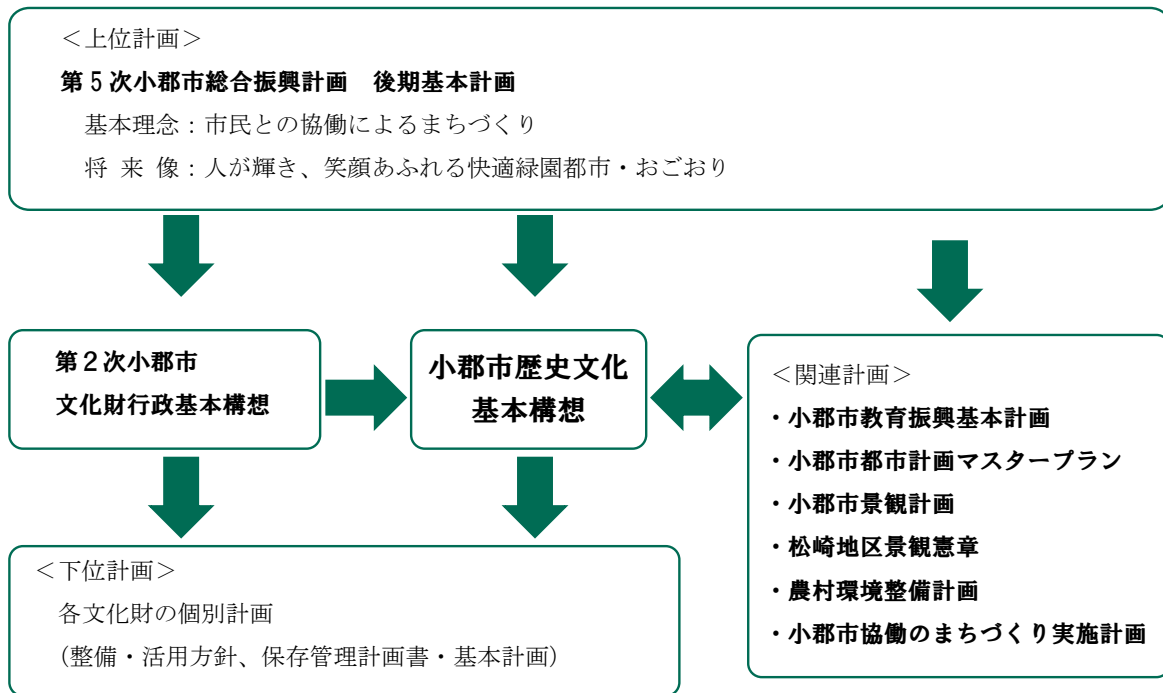 ＜上位計画＞
第５次小郡市総合振興計画　後期基本計画
基本理念：市民との協働によるまちづくり
将 来 像：人が輝き、笑顔あふれる快適緑園都市・おごおり
第２次小郡市
文化財行政基本構想
小郡市歴史文化
基本構想
＜関連計画＞
・小郡市教育振興基本計画
・小郡市都市計画マスタープラン
・小郡市景観計画
・松崎地区景観憲章
・農村環境整備計画
・小郡市協働のまちづくり実施計画
＜下位計画＞
各文化財の個別計画
（整備・活用方針、保存管理計画書・基本計画）